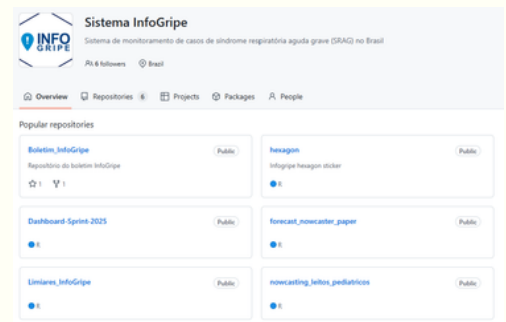 Sistema InfoGripe
INFO
GRIPE
Sistema de monitoramento de casos de síndrome respiratória aguda grave (SRAG) no Brasil
6 followers Brasil
Overview Repositories 6 Projects Packages People
Popular repositories
Boletim_InfoGripe Public
Repositório do boletim InfoGripe
1 1
hexagon Public
Infogripe hexagon sticker
R
Dashboard-Sprint-2025 Public
R
forecast_nowcaster_paper Public
R
Limiares_InfoGripe Public
R
nowcasting_leitos_pediatricos Public
R